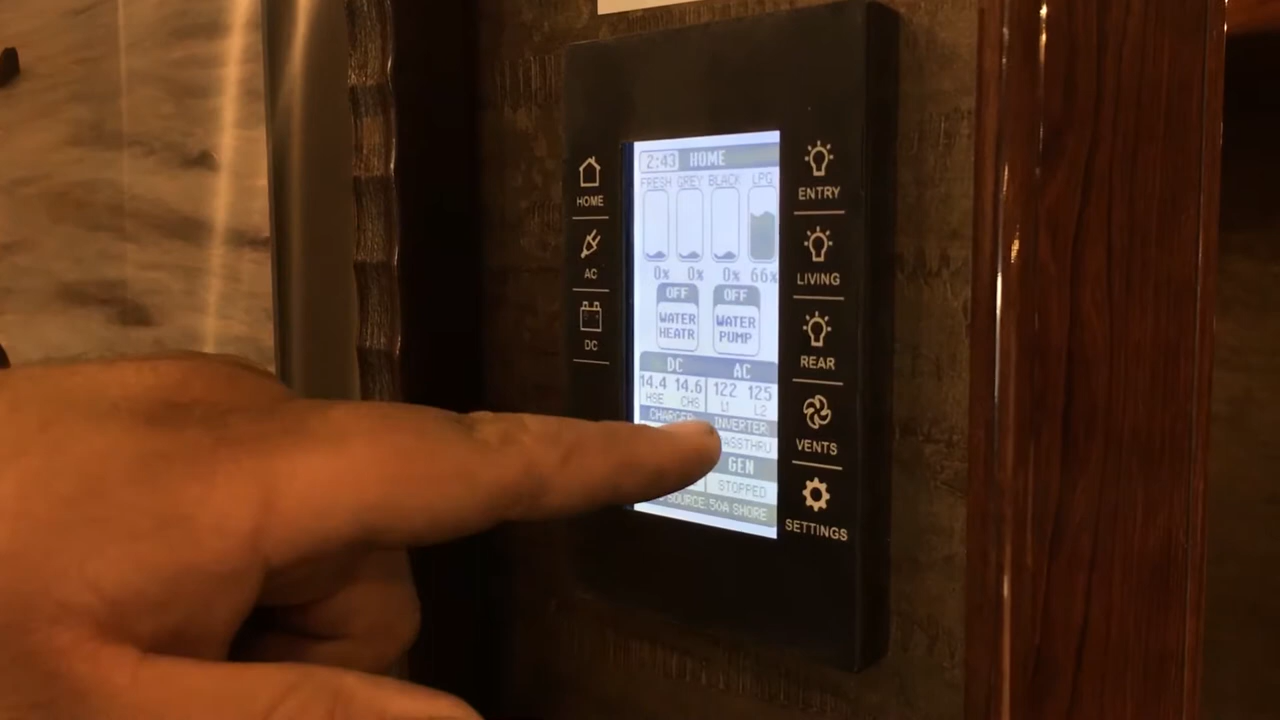 HOME
AC
DC
2:43 HOME
FRESH GREY BLACK LPG
0% 0% 0% 66%
OFF OFF
WATER HEATR
WATER PUMP
DC AC
14.4 14.6 122 125
HSE CHS L1 L2
CHARGER INVERTER
GEN
STOPPED
SOURCE: 50A SHORE
ENTRY
LIVING
REAR
VENTS
SETTINGS